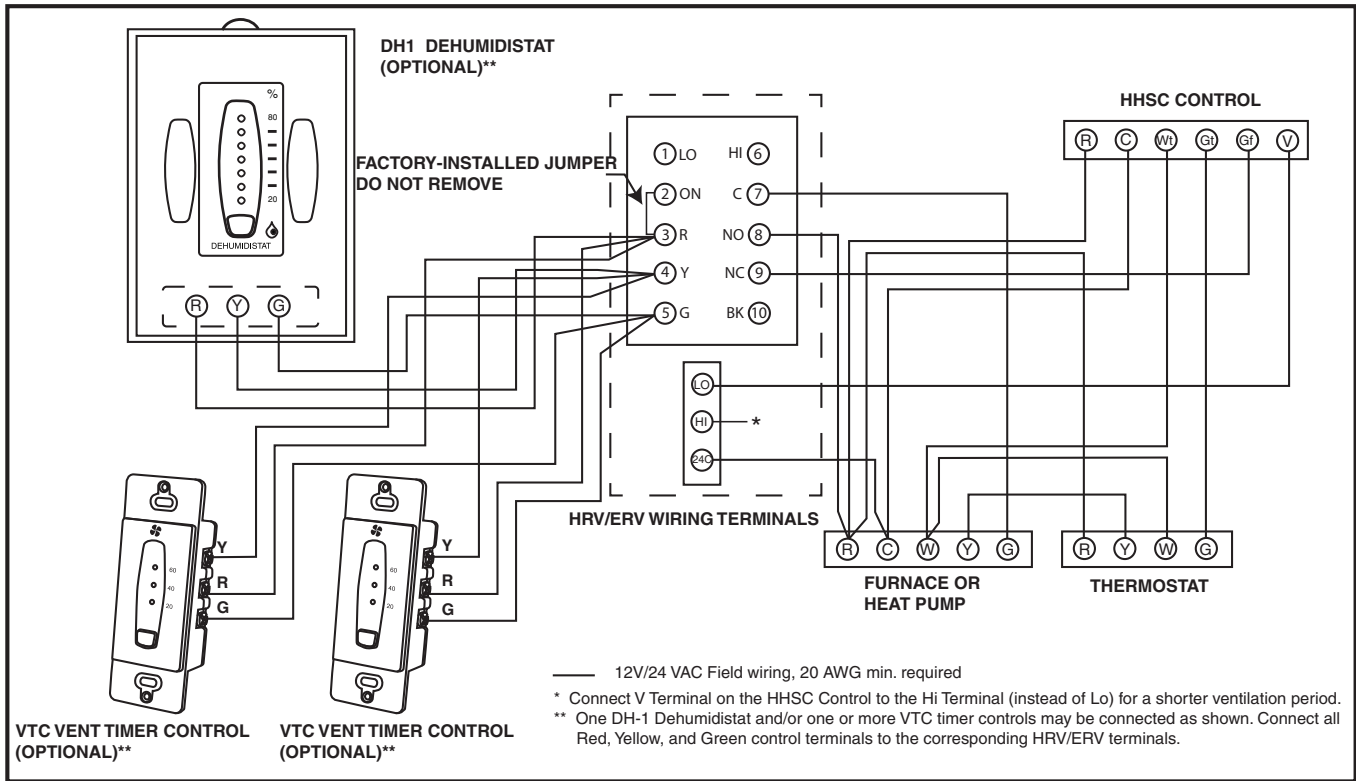 DH1 DEHUMIDISTAT
(OPTIONAL)**
%
80
20
DEHUMIDISTAT
R Y G
FACTORY-INSTALLED JUMPER
DO NOT REMOVE
1 LO HI 6
2 ON C 7
3 R NO 8
4 Y NC 9
5 G BK 10
LO
HI *
24C
HRV/ERV WIRING TERMINALS
HHSC CONTROL
R C Wt Gt Gf V
R C W Y G
FURNACE OR
HEAT PUMP
R Y W G
THERMOSTAT
60
40
20
Y
R
G
VTC VENT TIMER CONTROL
(OPTIONAL)**
60
40
20
Y
R
G
VTC VENT TIMER CONTROL
(OPTIONAL)**
12V/24 VAC Field wiring, 20 AWG min. required
* Connect V Terminal on the HHSC Control to the Hi Terminal (instead of Lo) for a shorter ventilation period.
** One DH-1 Dehumidistat and/or one or more VTC timer controls may be connected as shown. Connect all
Red, Yellow, and Green control terminals to the corresponding HRV/ERV terminals.